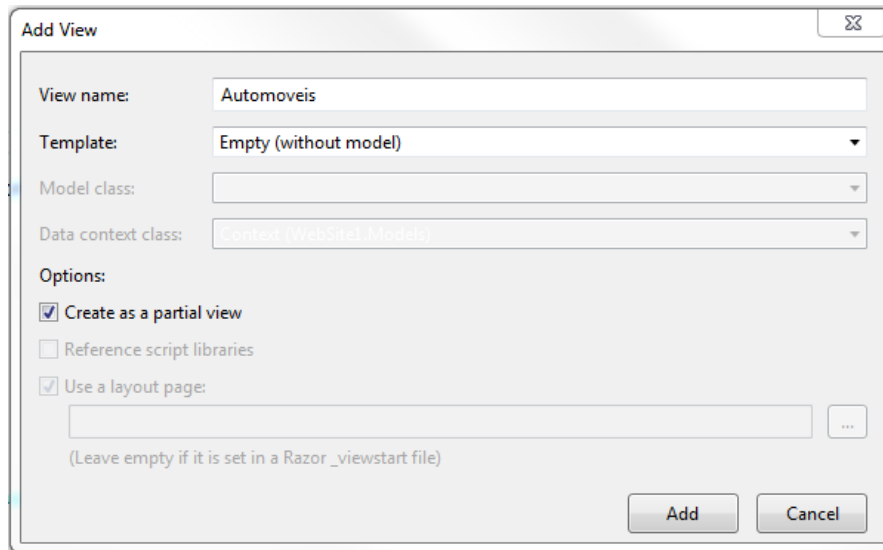 Add View
View name: Automoveis
Template: Empty (without model)
Model class:
Data context class: Context (WebSite1.Models)
Options:
Create as a partial view
Reference script libraries
Use a layout page:
...
(Leave empty if it is set in a Razor _viewstart file)
Add Cancel